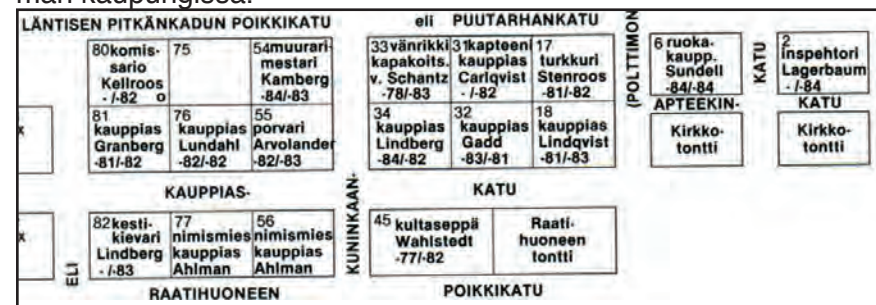 män kaupungissa.
LÄNTISEN PITKÄNKADUN POIKKIKATU eli PUUTARHANKATU
80 komis-
sario
Kellroos
- /-82 o
75
54 muurari-
mestari
Kamberg
-84/-83
33 vänrikki
kapakoits.
v. Schantz
-78/-83
31 kapteeni
kauppias
Carlqvist
- /-82
17
turkkuri
Stenroos
-81/-82
(POLTTIMON
6 ruoka-
kaupp.
Sundell
-84/-84
KATU
2
inspehtori
Lagerbaum
- /-84
81
kauppias
Granberg
-81/-82
76
kauppias
Lundahl
-82/-82
55
porvari
Arvolander
-82/-83
34
kauppias
Lindberg
-84/-82
32
kauppias
Gadd
-83/-81
18
kauppias
Lindqvist
-81/-83
APTEEKIN- KATU
Kirkko-
tontti
Kirkko-
tontti
KAUPPIAS- KATU
KUNINKAAN-
ELI
82 kesti-
kievari
Lindberg
- /-83
77
nimismies
kauppias
Ahlman
56
nimismies
kauppias
Ahlman
45 kultaseppä
Wahlstedt
-77/-82
Raati-
huoneen
tontti
RAATIHUONEEN POIKKIKATU